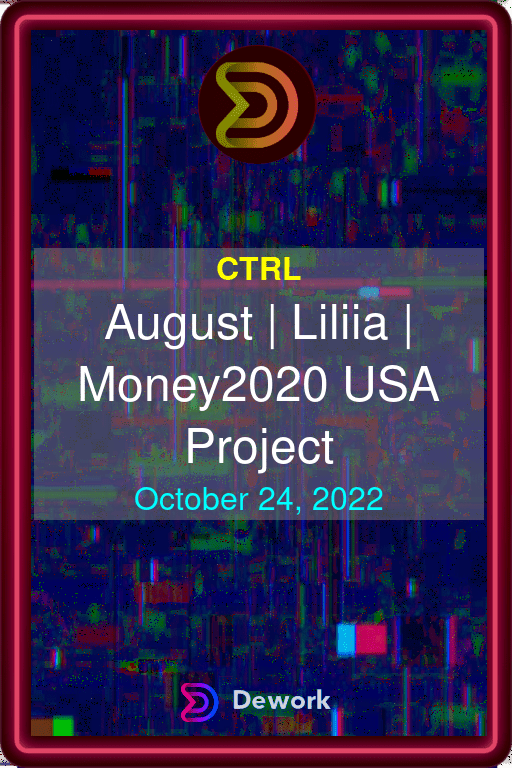 CTRL
August | Liliia |
Money2020 USA
Project
October 24, 2022
Dework